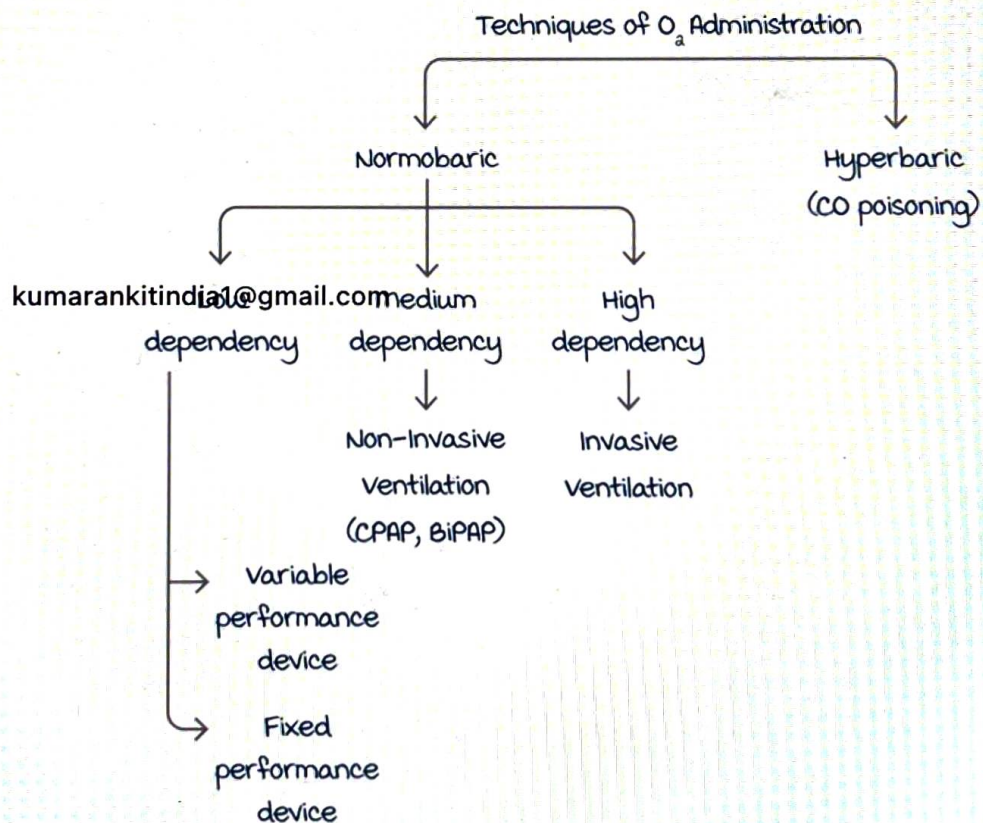 Techniques of O₂ Administration
Normobaric
Hyperbaric
(CO poisoning)
kumarankitindia1@gmail.com
Low
dependency
medium
dependency
High
dependency
Non-Invasive
ventilation
(CPAP, BiPAP)
Invasive
ventilation
Variable
performance
device
Fixed
performance
device